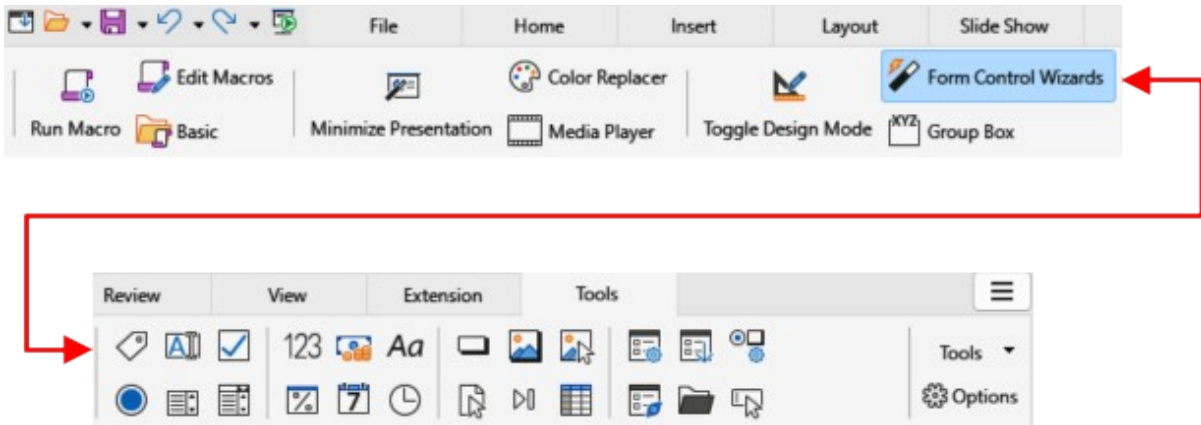 File Home Insert Layout Slide Show
Edit Macros Color Replacer Form Control Wizards
Run Macro Basic Minimize Presentation Media Player Toggle Design Mode XYZ Group Box
Review View Extension Tools
123 Aa Tools
% 7 Options